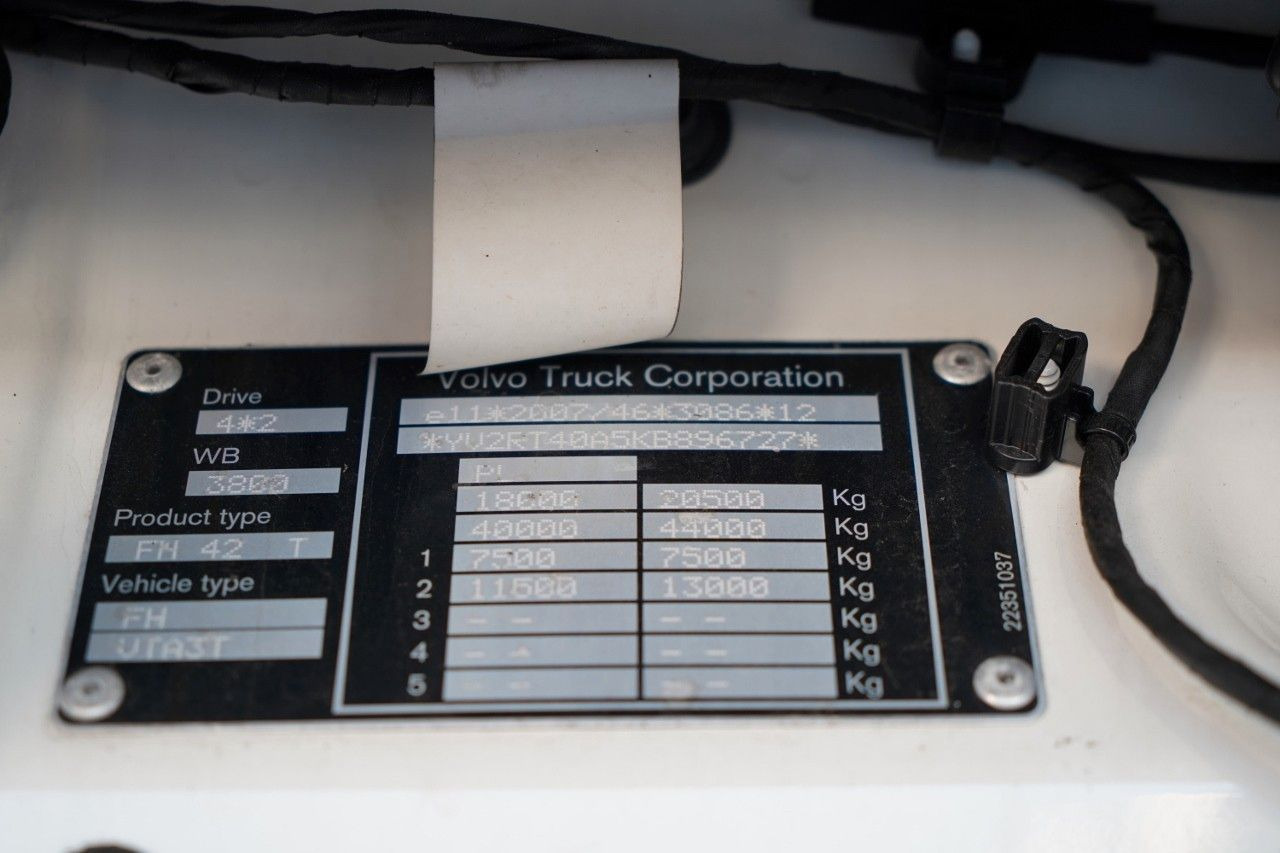 Volvo Truck Corporation
e11*2007/46*3086*12
*YV2RT40A5KB896727*
PL
18000 20500 Kg
40000 44000 Kg
1 7500 7500 Kg
2 11500 13000 Kg
3 – – – – Kg
4 – – – – Kg
5 – – – – Kg
Drive
4*2
WB
3800
Product type
FH 42 T
Vehicle type
FH
VTA3T
22351037